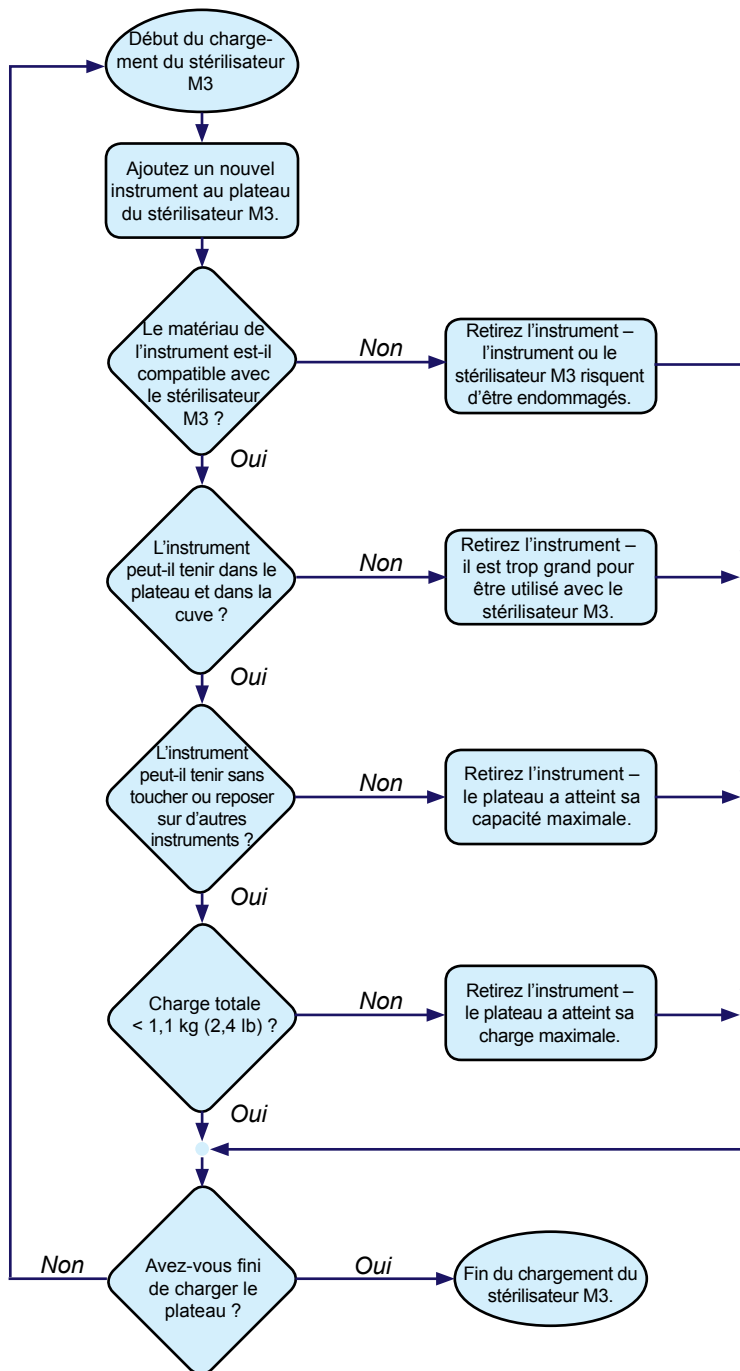 Début du charge-
ment du stérilisateur
M3
Ajoutez un nouvel
instrument au plateau
du stérilisateur M3.
Le matériau de
l'instrument est-il
compatible avec
le stérilisateur
M3 ?
Non
Retirez l'instrument –
l'instrument ou le
stérilisateur M3 risquent
d'être endommagés.
Oui
L'instrument
peut-il tenir dans le
plateau et dans la
cuve ?
Non
Retirez l'instrument –
il est trop grand pour
être utilisé avec le
stérilisateur M3.
Oui
L'instrument
peut-il tenir sans
toucher ou reposer
sur d'autres
instruments ?
Non
Retirez l'instrument –
le plateau a atteint sa
capacité maximale.
Oui
Charge totale
< 1,1 kg (2,4 lb) ?
Non
Retirez l'instrument –
le plateau a atteint sa
charge maximale.
Oui
Avez-vous fini
de charger le
plateau ?
Non
Oui
Fin du chargement du
stérilisateur M3.